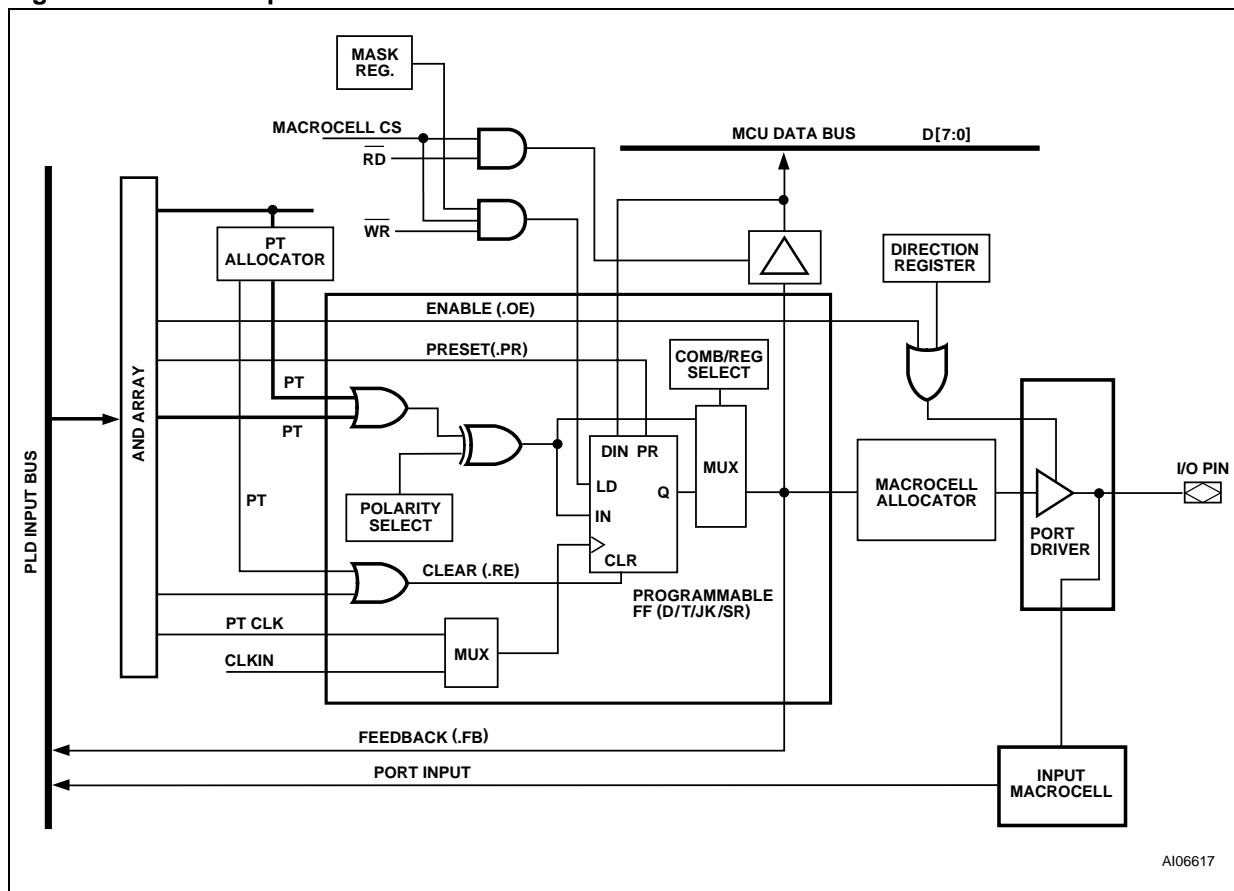 MASK
REG.
MACROCELL CS
RD
WR
MCU DATA BUS D[7:0]
PT
ALLOCATOR
DIRECTION
REGISTER
ENABLE (.OE)
PRESET(.PR)
COMB/REG
SELECT
PT
PT
PLD INPUT BUS
AND ARRAY
POLARITY
SELECT
DIN PR
LD
IN
Q
CLR
MUX
MACROCELL
ALLOCATOR
PORT
DRIVER
I/O PIN
PT
CLEAR (.RE)
PROGRAMMABLE
FF (D/T/JK/SR)
PT CLK
CLKIN
MUX
FEEDBACK (.FB)
PORT INPUT
INPUT
MACROCELL
AI06617